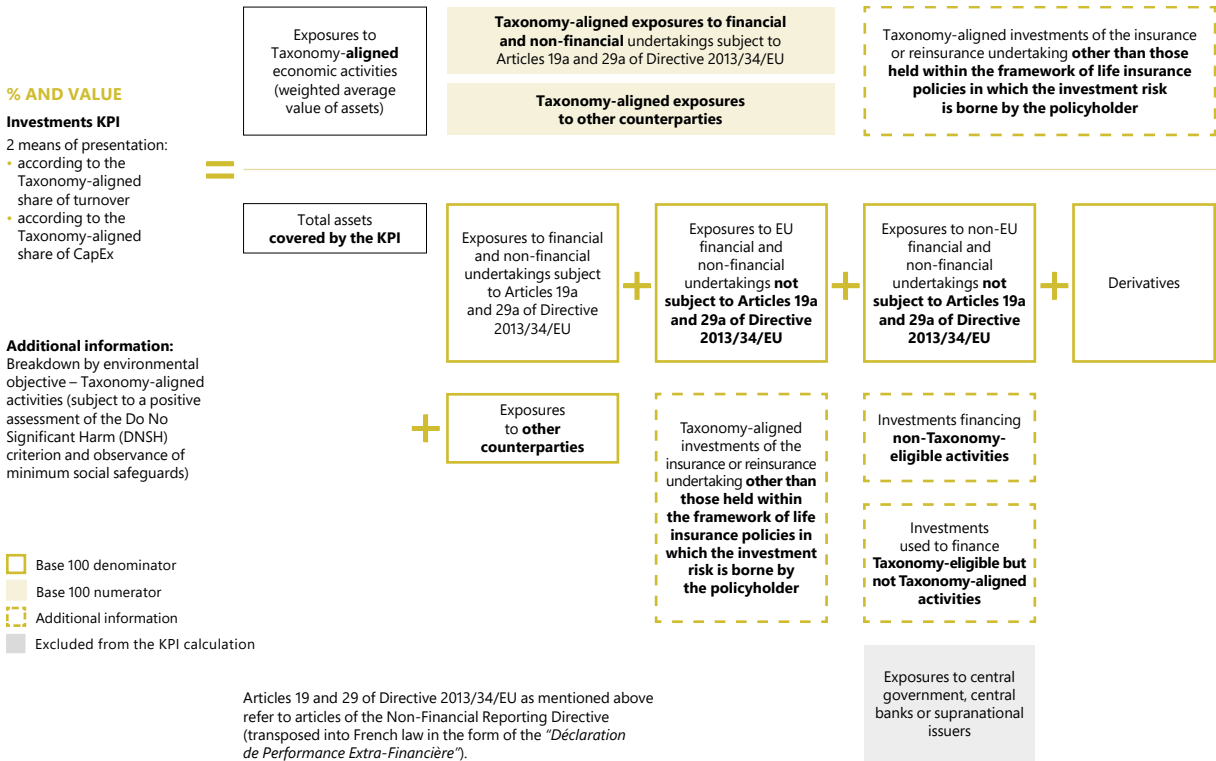 % AND VALUE
Investments KPI
2 means of presentation:
• according to the
Taxonomy-aligned
share of turnover
• according to the
Taxonomy-aligned
share of CapEx
Additional information:
Breakdown by environmental
objective – Taxonomy-aligned
activities (subject to a positive
assessment of the Do No
Significant Harm (DNSH)
criterion and observance of
minimum social safeguards)
=
Exposures to
Taxonomy-aligned
economic activities
(weighted average
value of assets)
Taxonomy-aligned exposures to financial
and non-financial undertakings subject to
Articles 19a and 29a of Directive 2013/34/EU
Taxonomy-aligned exposures
to other counterparties
Taxonomy-aligned investments of the insurance
or reinsurance undertaking other than those
held within the framework of life insurance
policies in which the investment risk
is borne by the policyholder
Total assets
covered by the KPI
Exposures to financial
and non-financial
undertakings subject
to Articles 19a
and 29a of Directive
2013/34/EU
+
Exposures to EU
financial and
non-financial
undertakings not
subject to Articles 19a
and 29a of Directive
2013/34/EU
+
Exposures to non-EU
financial and
non-financial
undertakings not
subject to Articles 19a
and 29a of Directive
2013/34/EU
+
Derivatives
+
Exposures
to other
counterparties
Taxonomy-aligned
investments of the
insurance or reinsurance
undertaking other than
those held within
the framework of life
insurance policies in
which the investment
risk is borne by
the policyholder
Investments financing
non-Taxonomy-
eligible activities
Investments
used to finance
Taxonomy-eligible but
not Taxonomy-aligned
activities
Exposures to central
government, central
banks or supranational
issuers
Base 100 denominator
Base 100 numerator
Additional information
Excluded from the KPI calculation
Articles 19 and 29 of Directive 2013/34/EU as mentioned above
refer to articles of the Non-Financial Reporting Directive
(transposed into French law in the form of the “Déclaration
de Performance Extra-Financière”).